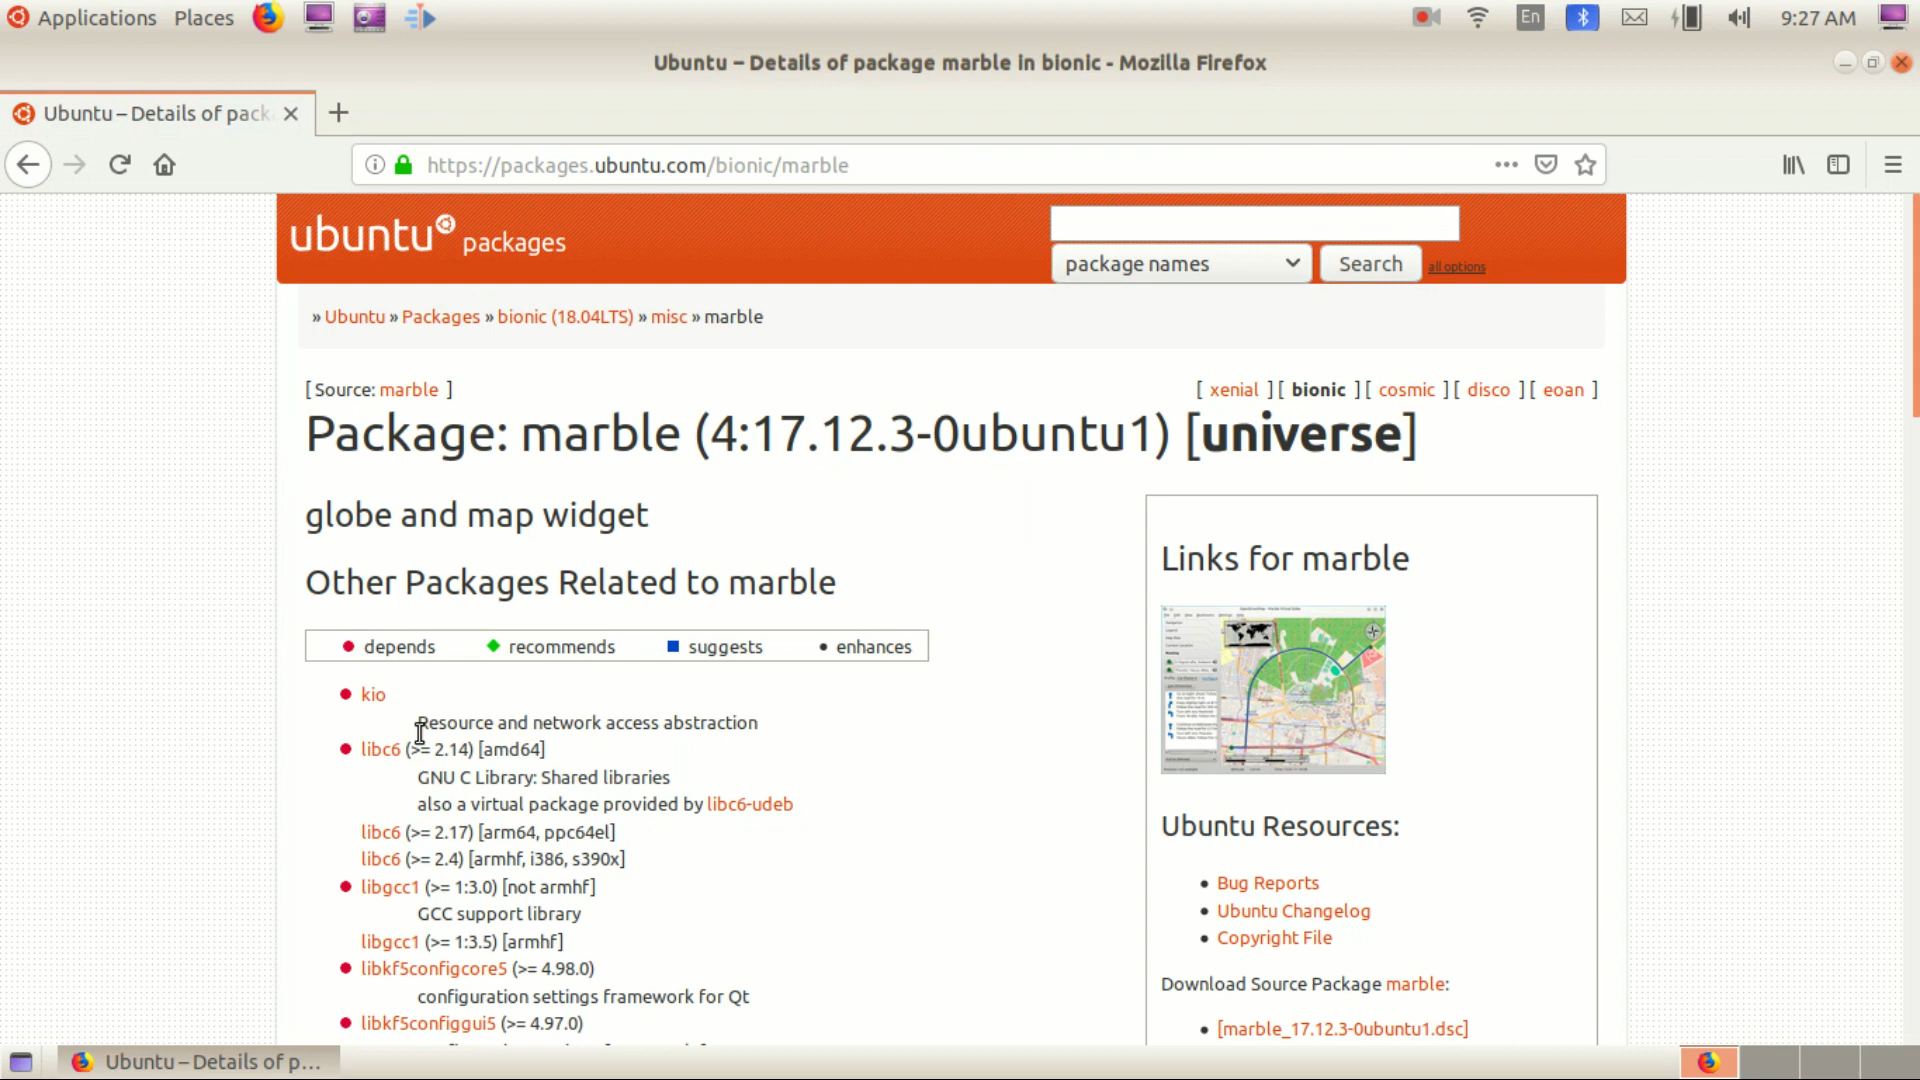 Applications Places
En
9:27 AM
Ubuntu – Details of package marble in bionic - Mozilla Firefox
Ubuntu – Details of pack
https://packages.ubuntu.com/bionic/marble
ubuntu packages
package names Search all options
» Ubuntu » Packages » bionic (18.04LTS) » misc » marble
[ Source: marble ]
[ xenial ] [ bionic ] [ cosmic ] [ disco ] [ eoan ]
Package: marble (4:17.12.3-0ubuntu1) [universe]
globe and map widget
Other Packages Related to marble
depends recommends suggests enhances
kio
Resource and network access abstraction
libc6 (>= 2.14) [amd64]
GNU C Library: Shared libraries
also a virtual package provided by libc6-udeb
libc6 (>= 2.17) [arm64, ppc64el]
libc6 (>= 2.4) [armhf, i386, s390x]
libgcc1 (>= 1:3.0) [not armhf]
GCC support library
libgcc1 (>= 1:3.5) [armhf]
libkf5configcore5 (>= 4.98.0)
configuration settings framework for Qt
libkf5configgui5 (>= 4.97.0)
Links for marble
Ubuntu Resources:
Bug Reports
Ubuntu Changelog
Copyright File
Download Source Package marble:
[marble_17.12.3-0ubuntu1.dsc]
Ubuntu – Details of p...